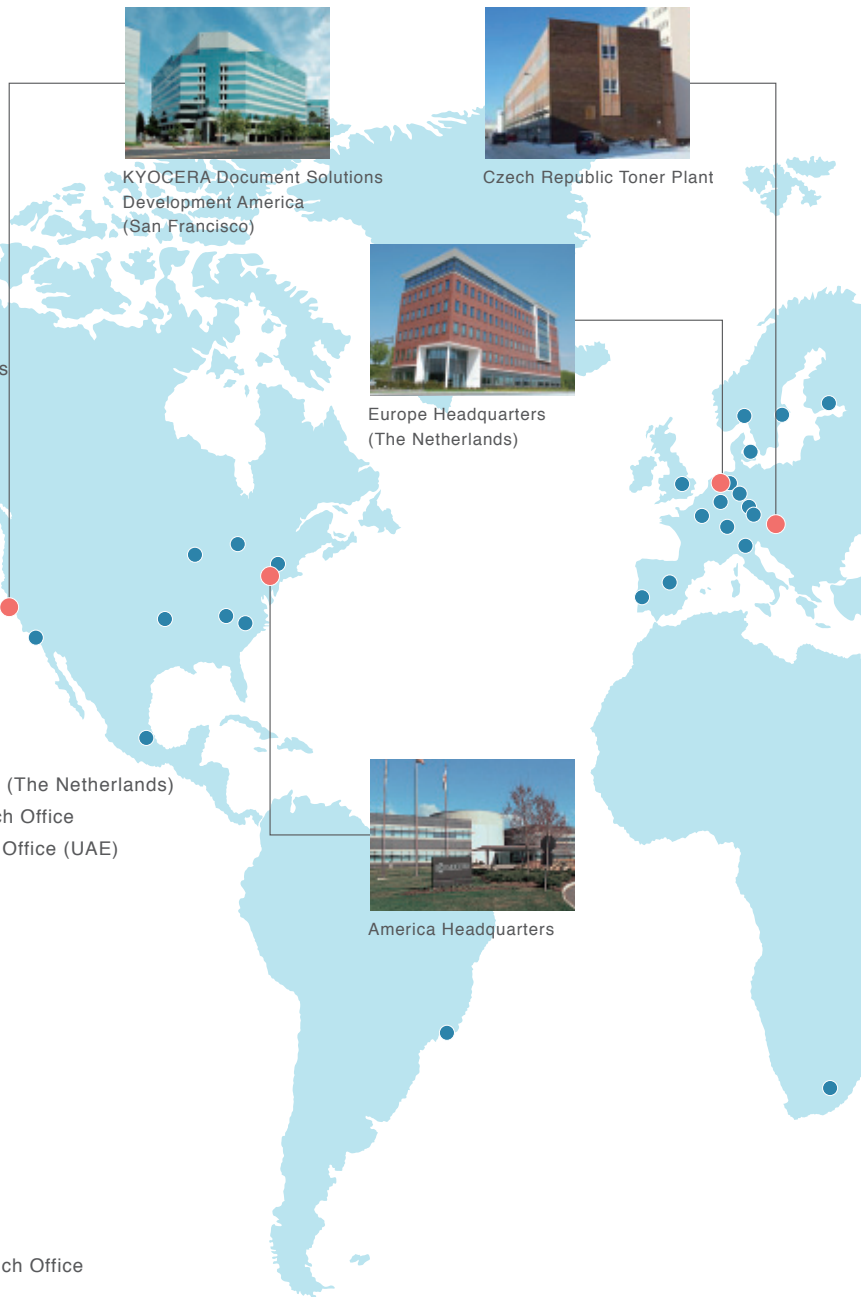 KYOCERA Document Solutions
Development America
(San Francisco)
Czech Republic Toner Plant
s
Europe Headquarters
(The Netherlands)
(The Netherlands)
ch Office
Office (UAE)
America Headquarters
ch Office